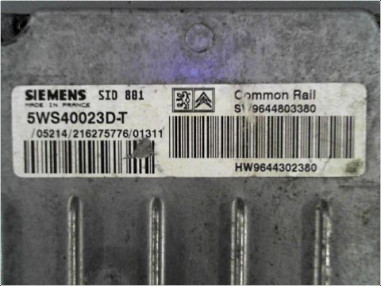 SIEMENS SID 801
MADE IN FRANCE
5WS40023D-T
/05214/216275776/01311
Common Rail
SW9644803380
HW9644302380